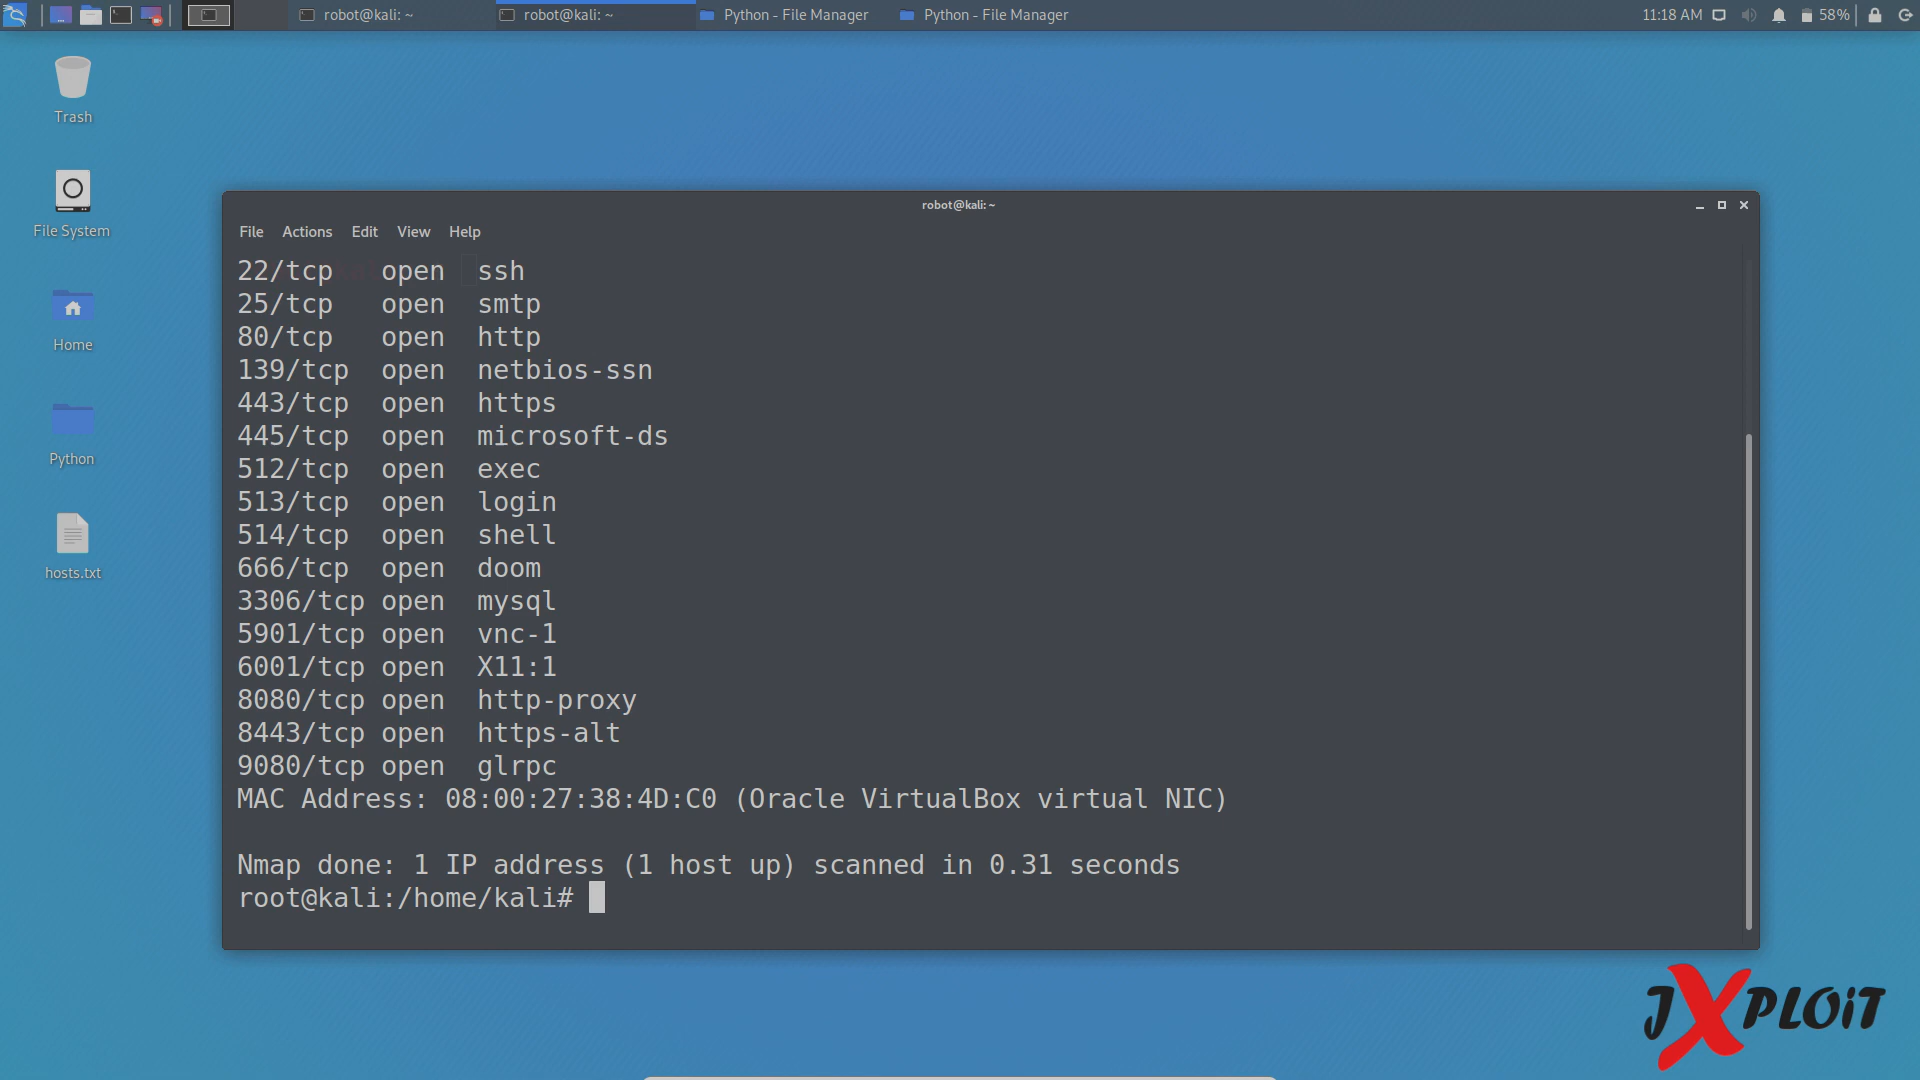 robot@kali: ~
robot@kali: ~
Python - File Manager
Python - File Manager
11:18 AM
58%
Trash
File System
Home
Python
hosts.txt
robot@kali: ~
File Actions Edit View Help
22/tcp open ssh
25/tcp open smtp
80/tcp open http
139/tcp open netbios-ssn
443/tcp open https
445/tcp open microsoft-ds
512/tcp open exec
513/tcp open login
514/tcp open shell
666/tcp open doom
3306/tcp open mysql
5901/tcp open vnc-1
6001/tcp open X11:1
8080/tcp open http-proxy
8443/tcp open https-alt
9080/tcp open glrpc
MAC Address: 08:00:27:38:4D:C0 (Oracle VirtualBox virtual NIC)
Nmap done: 1 IP address (1 host up) scanned in 0.31 seconds
root@kali:/home/kali#
JXPLOiT